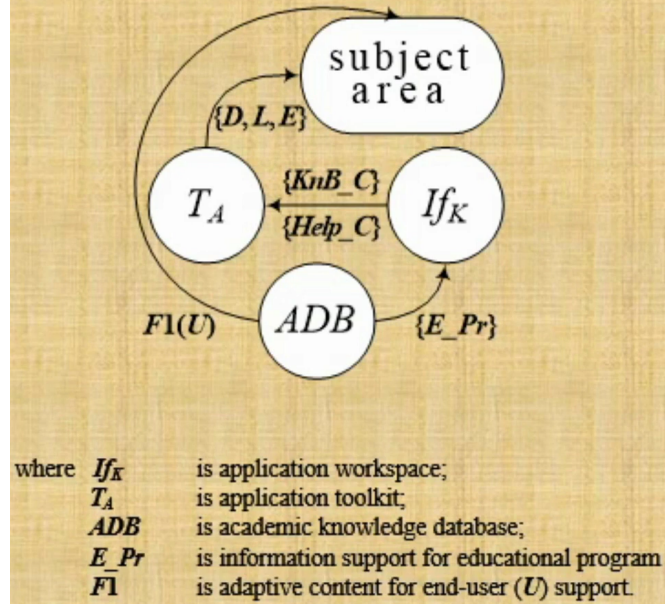 subject
area
{D, L, E}
T_A
{KnB_C}
{Help_C}
If_K
ADB
F1(U)
{E_Pr}
where If_K is application workspace;
T_A is application toolkit;
ADB is academic knowledge database;
E_Pr is information support for educational program
F1 is adaptive content for end-user (U) support.